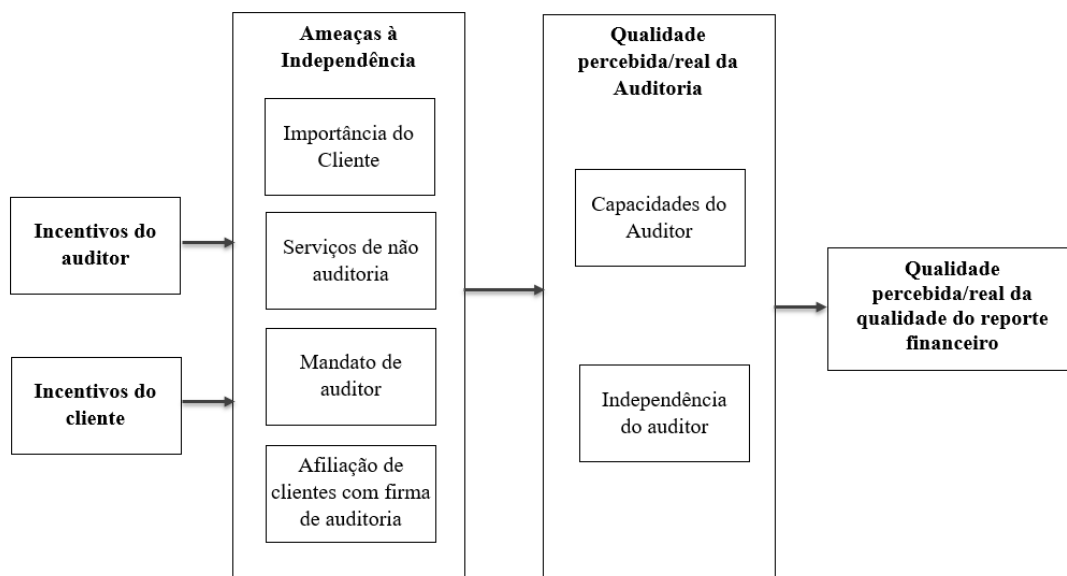 Incentivos do
auditor
Incentivos do
cliente
Ameaças à
Independência
Importância do
Cliente
Serviços de não
auditoria
Mandato de
auditor
Afiliação de
clientes com firma
de auditoria
Qualidade
percebida/real da
Auditoria
Capacidades do
Auditor
Independência
do auditor
Qualidade
percebida/real da
qualidade do reporte
financeiro